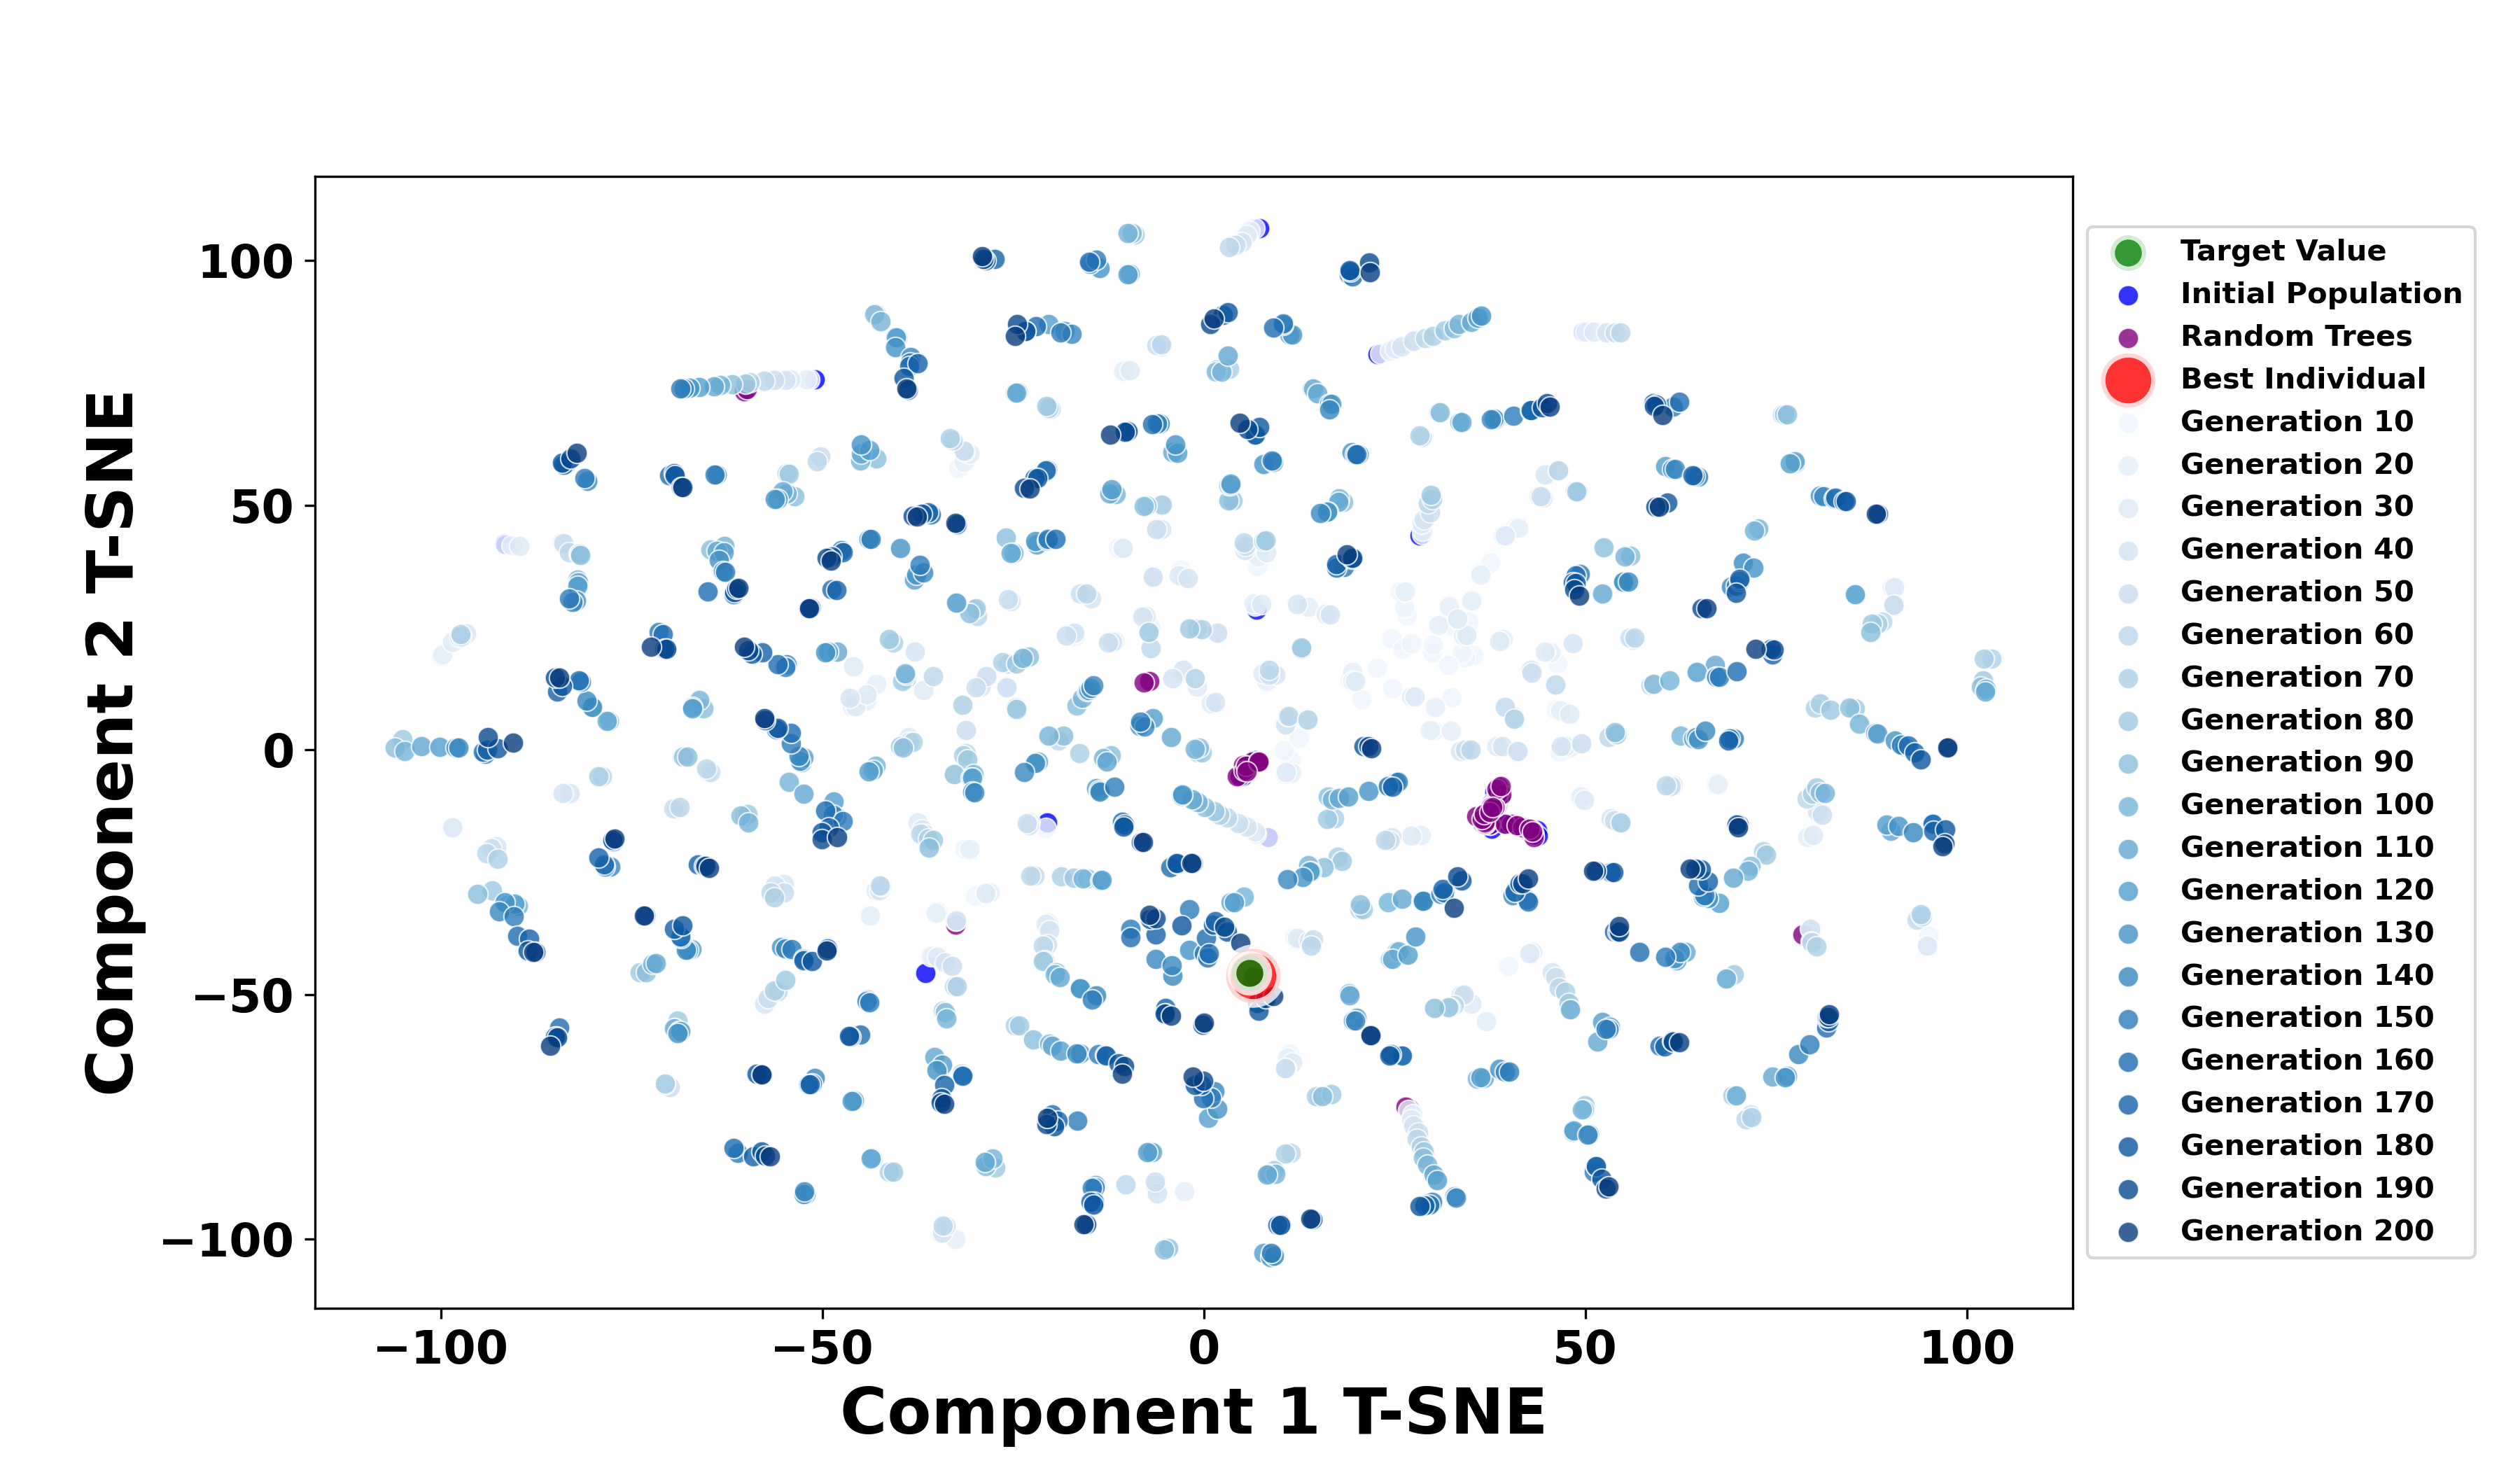 100
50
0
−50
−100
Component 2 T-SNE
−100
−50
0
50
100
Component 1 T-SNE
Target Value
Initial Population
Random Trees
Best Individual
Generation 10
Generation 20
Generation 30
Generation 40
Generation 50
Generation 60
Generation 70
Generation 80
Generation 90
Generation 100
Generation 110
Generation 120
Generation 130
Generation 140
Generation 150
Generation 160
Generation 170
Generation 180
Generation 190
Generation 200